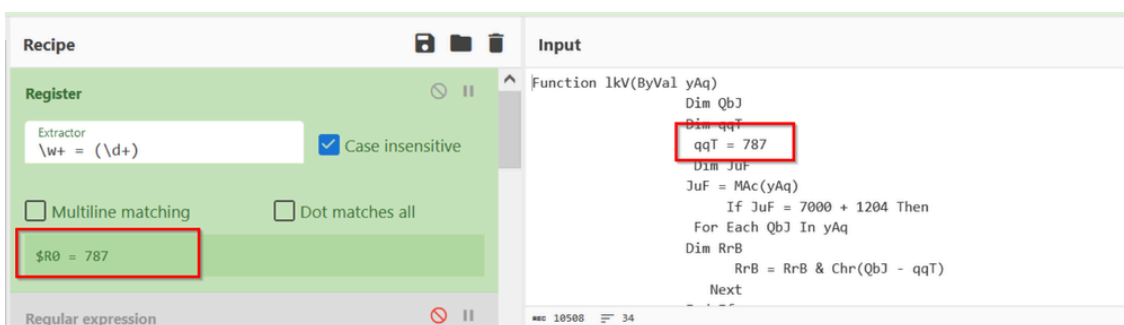 Recipe
Register
Extractor
\w+ = (\d+)
Case insensitive
Multiline matching
Dot matches all
$R0 = 787
Regular expression
Input
Function lkV(ByVal yAq)
Dim QbJ
Dim qqT
qqT = 787
Dim JuF
JuF = MAc(yAq)
If JuF = 7000 + 1204 Then
For Each QbJ In yAq
Dim RrB
RrB = RrB & Chr(QbJ - qqT)
Next
REC 10508 34